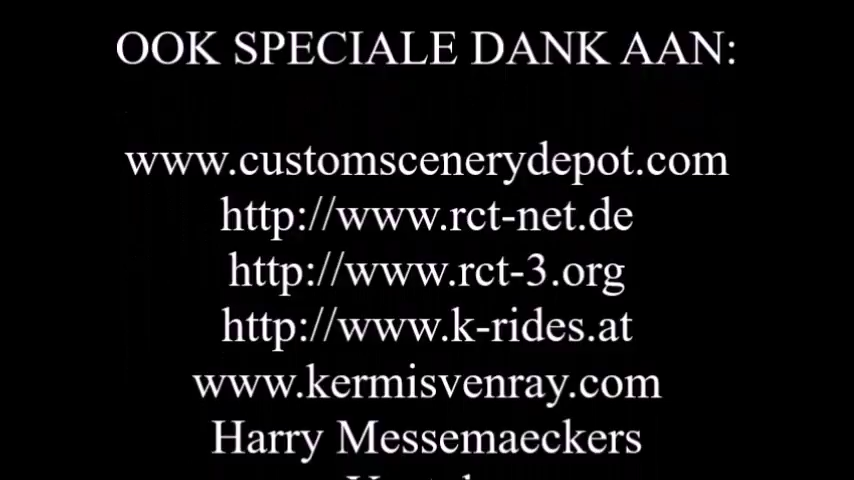 OOK SPECIALE DANK AAN:
www.customscenerydepot.com
http://www.rct-net.de
http://www.rct-3.org
http://www.k-rides.at
www.kermisvenray.com
Harry Messemaeckers